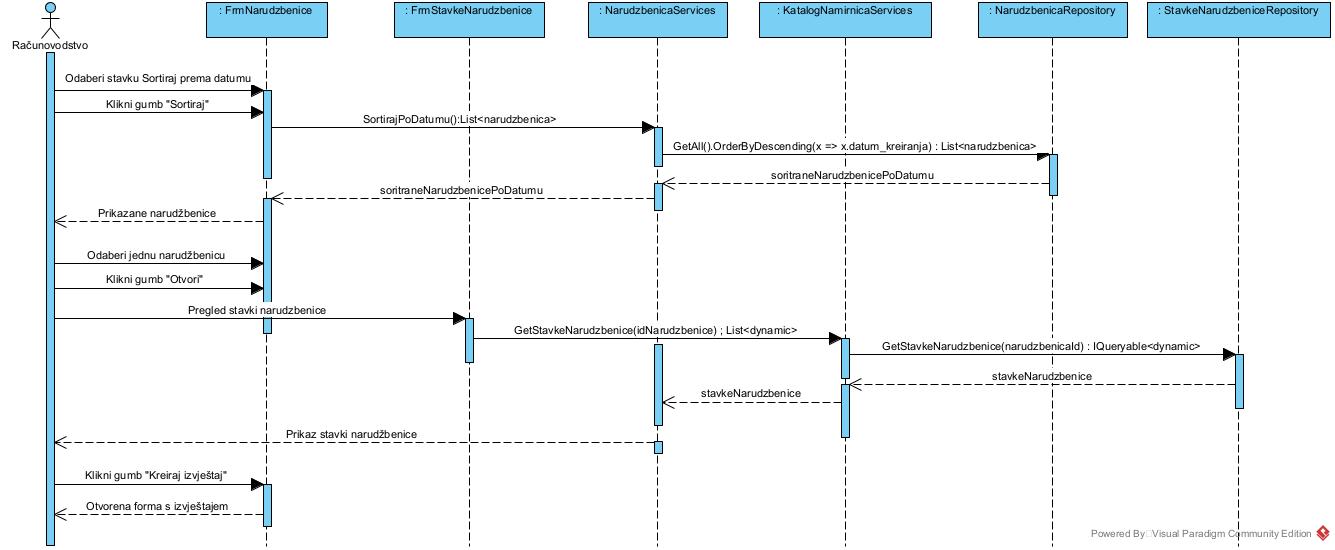 : FrmNarudzbenice
: FrmStavkeNarudzbenice
: NarudzbenicaServices
: KatalogNamirnicaServices
: NarudzbenicaRepository
: StavkeNarudzbeniceRepository
Računovodstvo
Odaberi stavku Sortiraj prema datumu
Klikni gumb "Sortiraj"
SortirajPoDatumu():List<narudzbenica>
GetAll().OrderByDescending(x => x.datum_kreiranja) : List<narudzbenica>
soritraneNarudzbenicePoDatumu
soritraneNarudzbenicePoDatumu
Prikazane narudžbenice
Odaberi jednu narudžbenicu
Klikni gumb "Otvori"
Pregled stavki narudzbenice
GetStavkeNarudzbenice(idNarudzbenice) ; List<dynamic>
GetStavkeNarudzbenice(narudzbenicaId) : IQueryable<dynamic>
stavkeNarudzbenice
stavkeNarudzbenice
Prikaz stavki narudžbenice
Klikni gumb "Kreiraj izvještaj"
Otvorena forma s izvještajem
Powered By Visual Paradigm Community Edition